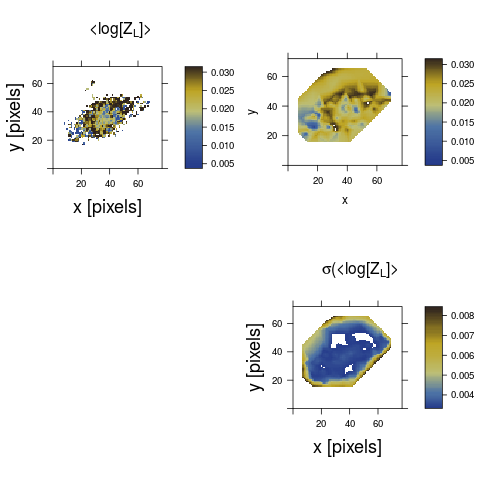 <log[Z_L]>
60
40
20
20 40 60
y [pixels]
x [pixels]
0.030
0.025
0.020
0.015
0.010
0.005
60
40
20
20 40 60
y
x
0.030
0.025
0.020
0.015
0.010
0.005
σ(<log[Z_L]>
60
40
20
20 40 60
y [pixels]
x [pixels]
0.008
0.007
0.006
0.005
0.004